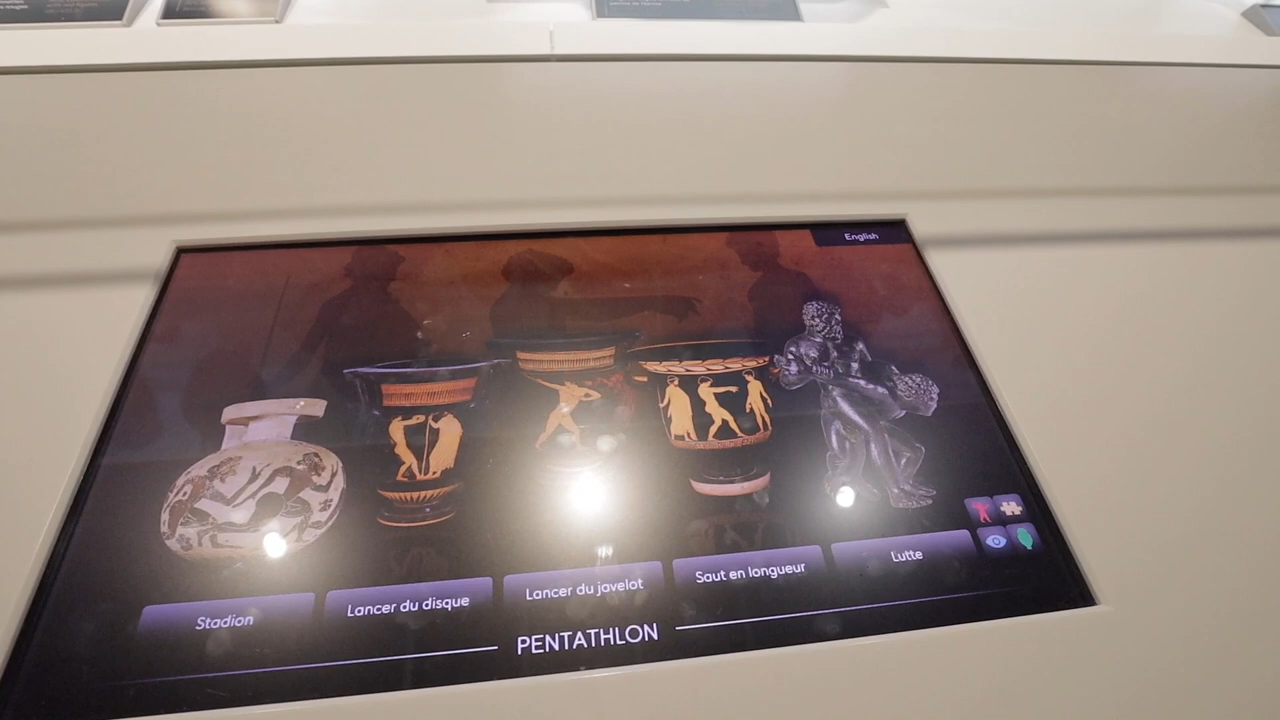 English
Stadion
Lancer du disque
Lancer du javelot
Saut en longueur
Lutte
PENTATHLON